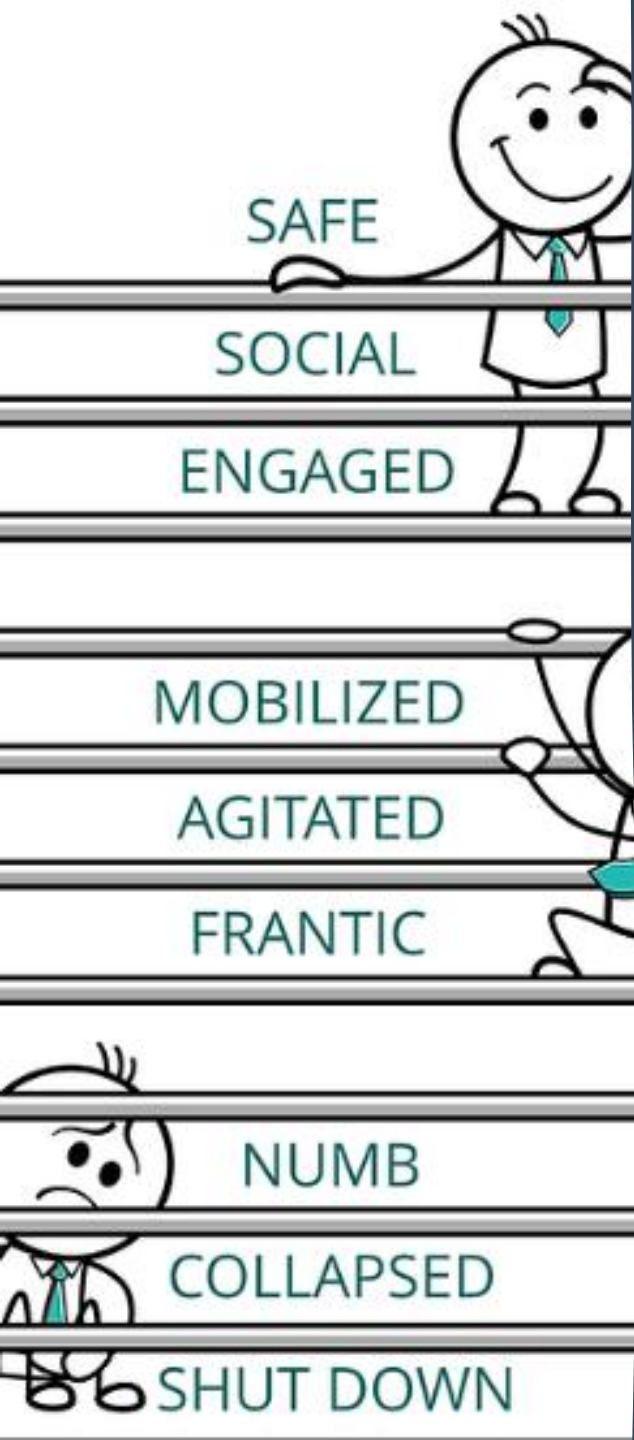 SAFE
SOCIAL
ENGAGED
MOBILIZED
AGITATED
FRANTIC
NUMB
COLLAPSED
SHUT DOWN